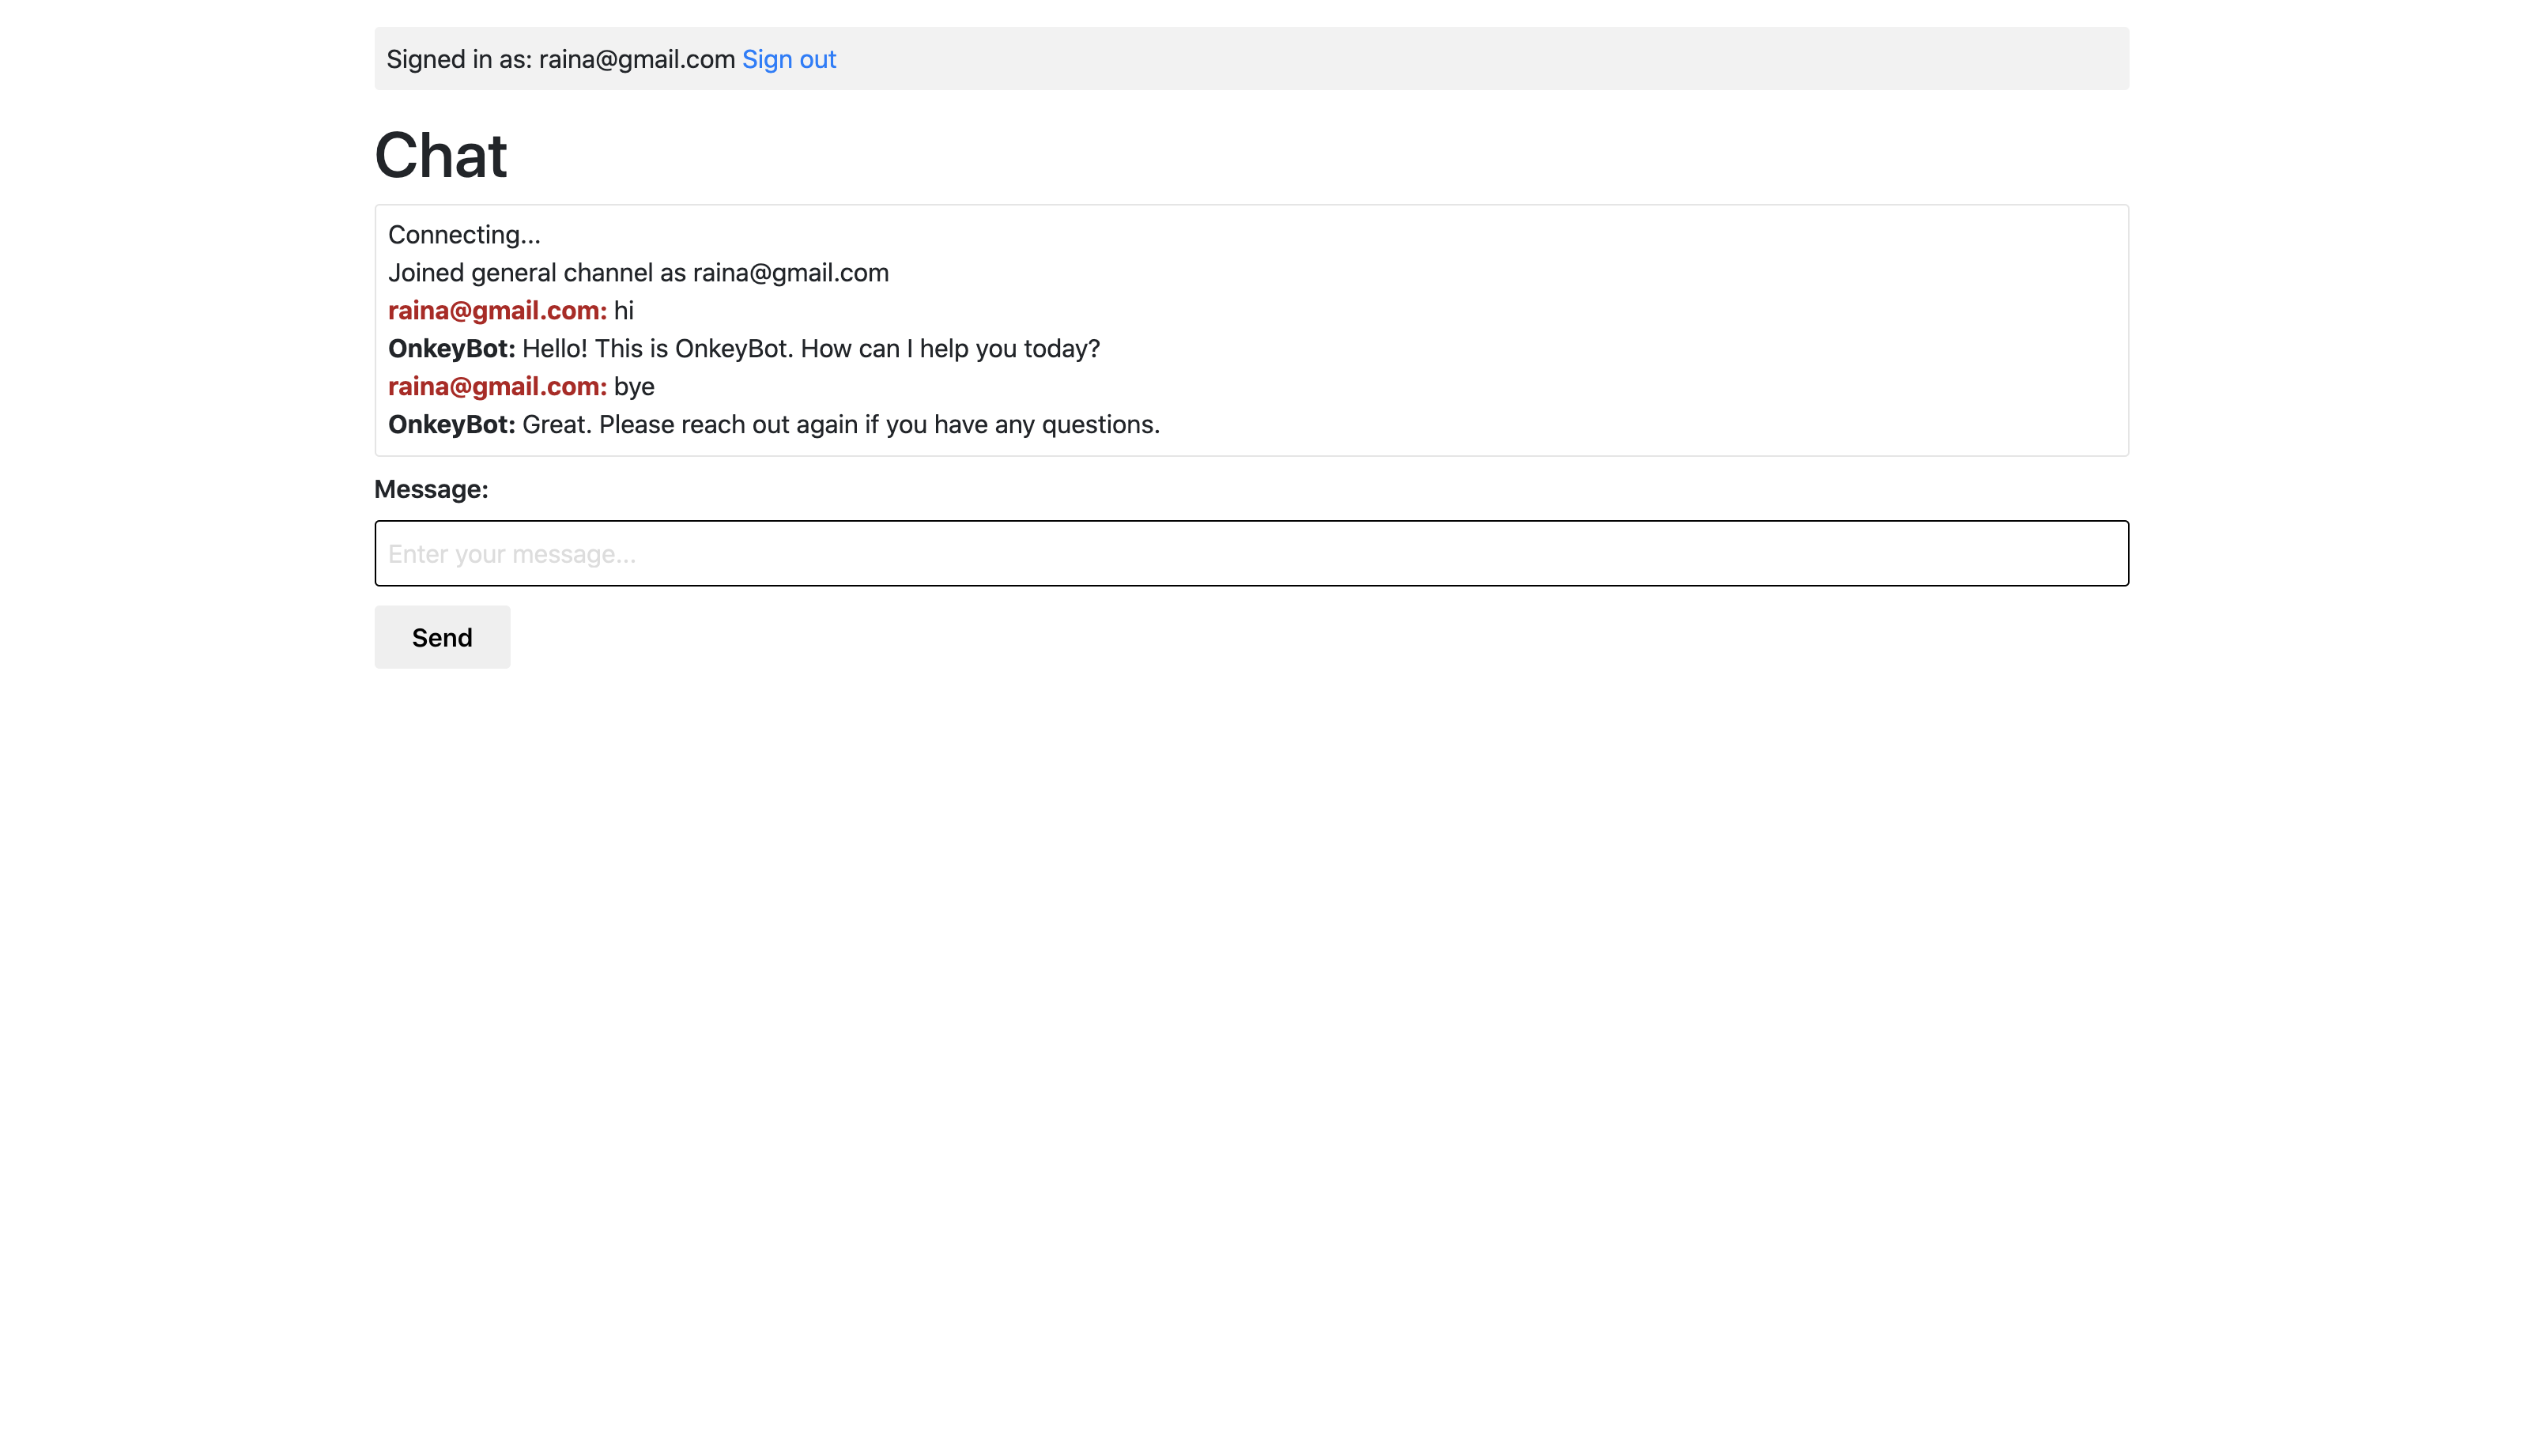 Signed in as: raina@gmail.com Sign out
Chat
Connecting...
Joined general channel as raina@gmail.com
raina@gmail.com: hi
OnkeyBot: Hello! This is OnkeyBot. How can I help you today?
raina@gmail.com: bye
OnkeyBot: Great. Please reach out again if you have any questions.
Message:
Enter your message...
Send